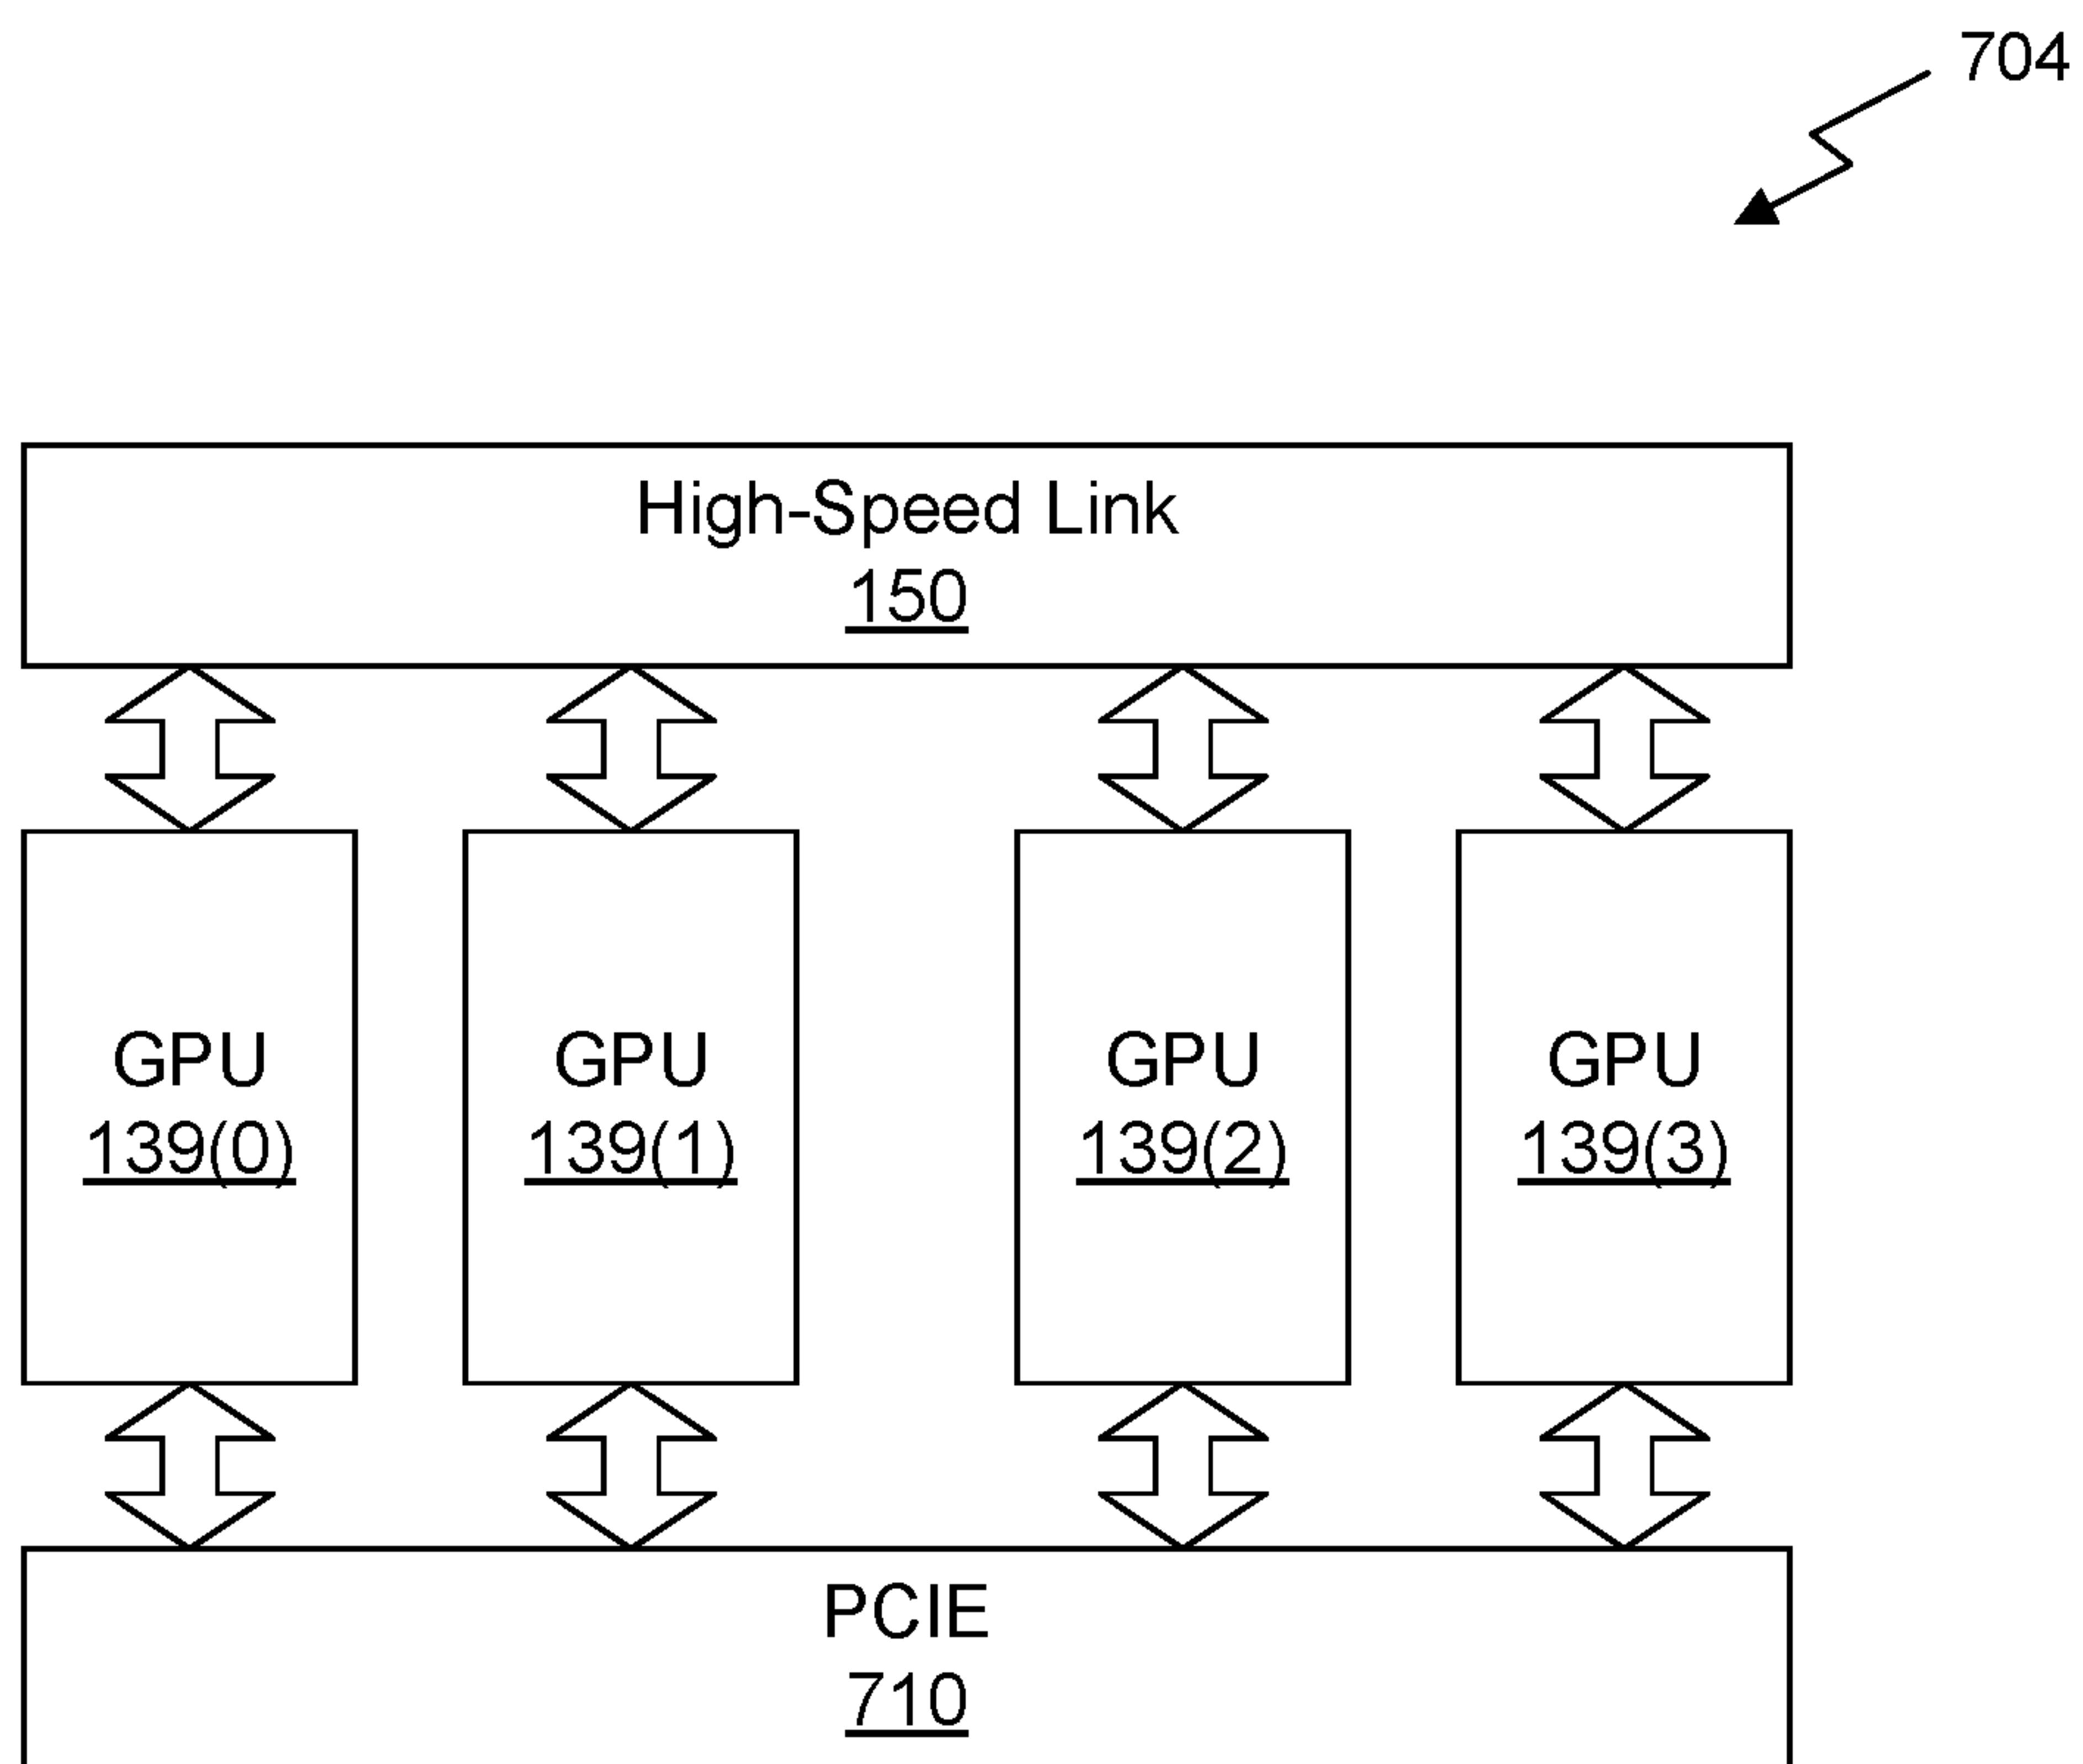 704
High-Speed Link
150
GPU GPU GPU GPU
139(0) 139(1) 139(2) 139(3)
PCIE
710